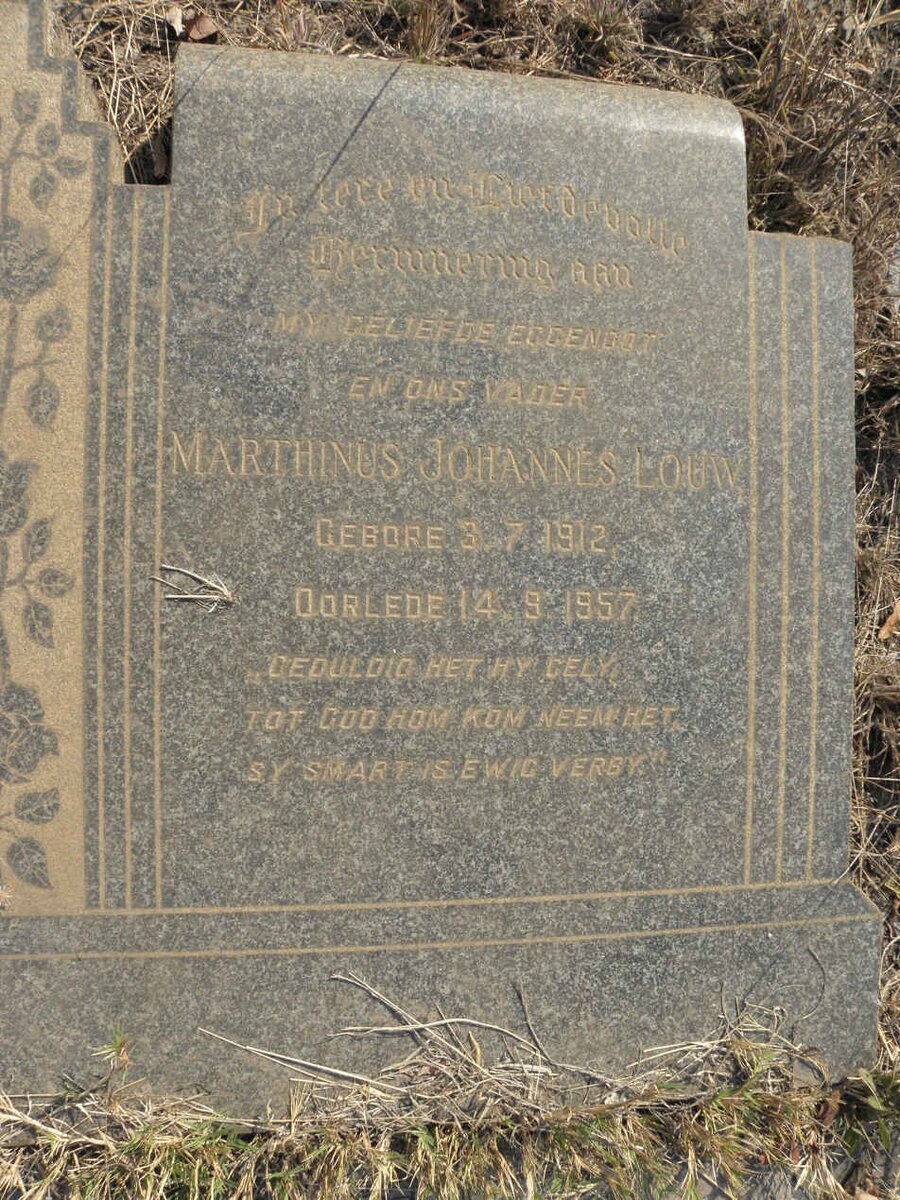 In tere en Liefdevolle
Herinnering aan
MY GELIEFDE EGGENOOT
EN ONS VADER
MARTHINUS JOHANNES LOUW
GEBORE 3. 7. 1912.
OORLEDE 14. 9. 1957.
„GEDULDIG HET HY GELY,
TOT GOD HOM KOM NEEM HET,
SY SMART IS EWIG VERBY."